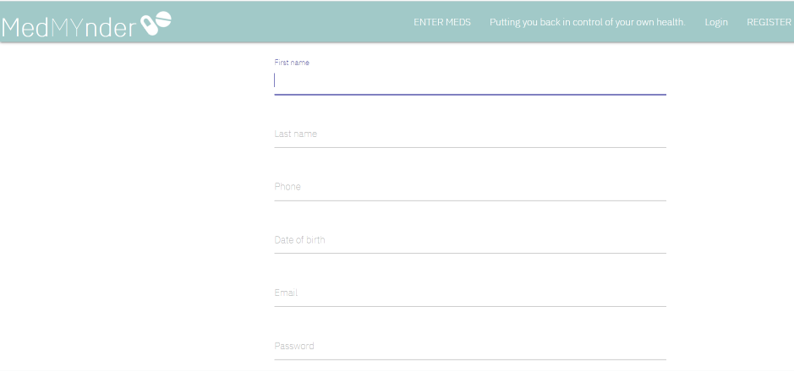 MedMYnder
ENTER MEDS Putting you back in control of your own health. Login REGISTER
First name
Last name
Phone
Date of birth
Email
Password